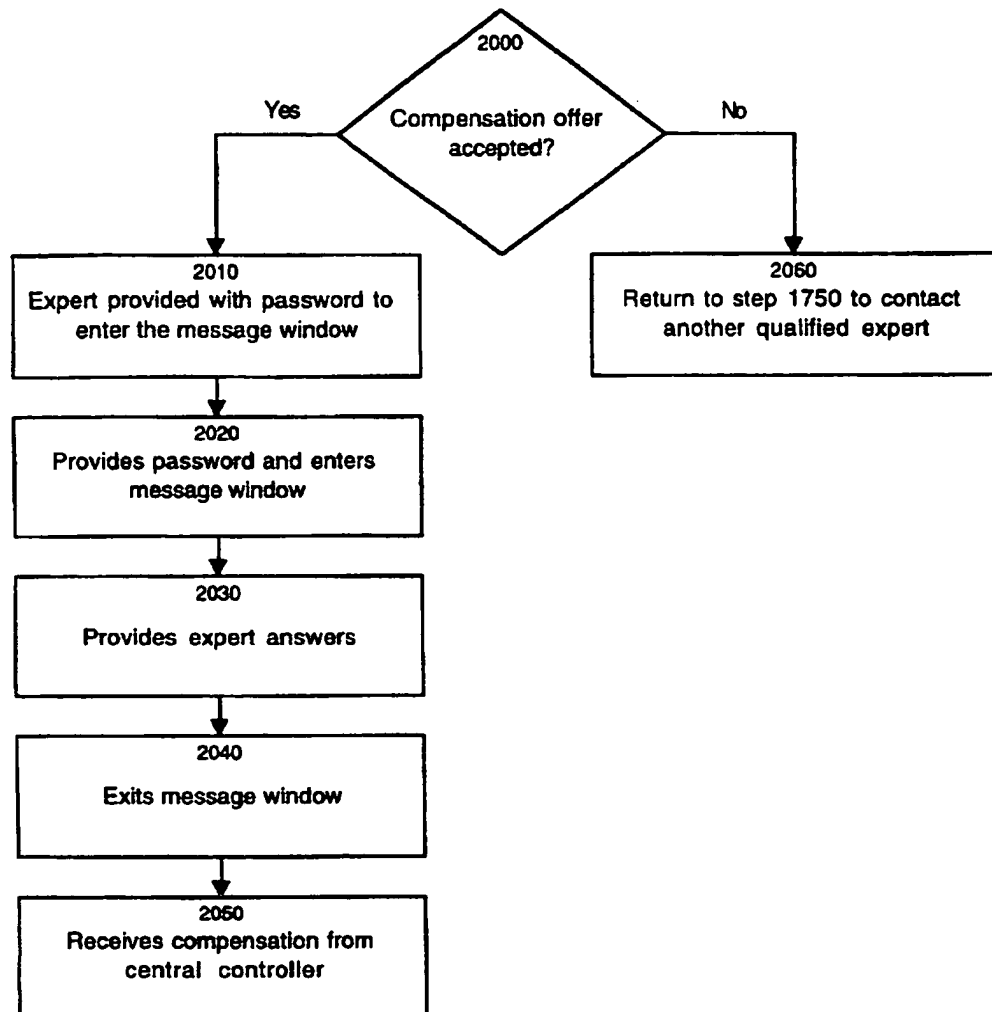 2000
Compensation offer
accepted?
Yes
No
2010
Expert provided with password to
enter the message window
2060
Return to step 1750 to contact
another qualified expert
2020
Provides password and enters
message window
2030
Provides expert answers
2040
Exits message window
2050
Receives compensation from
central controller